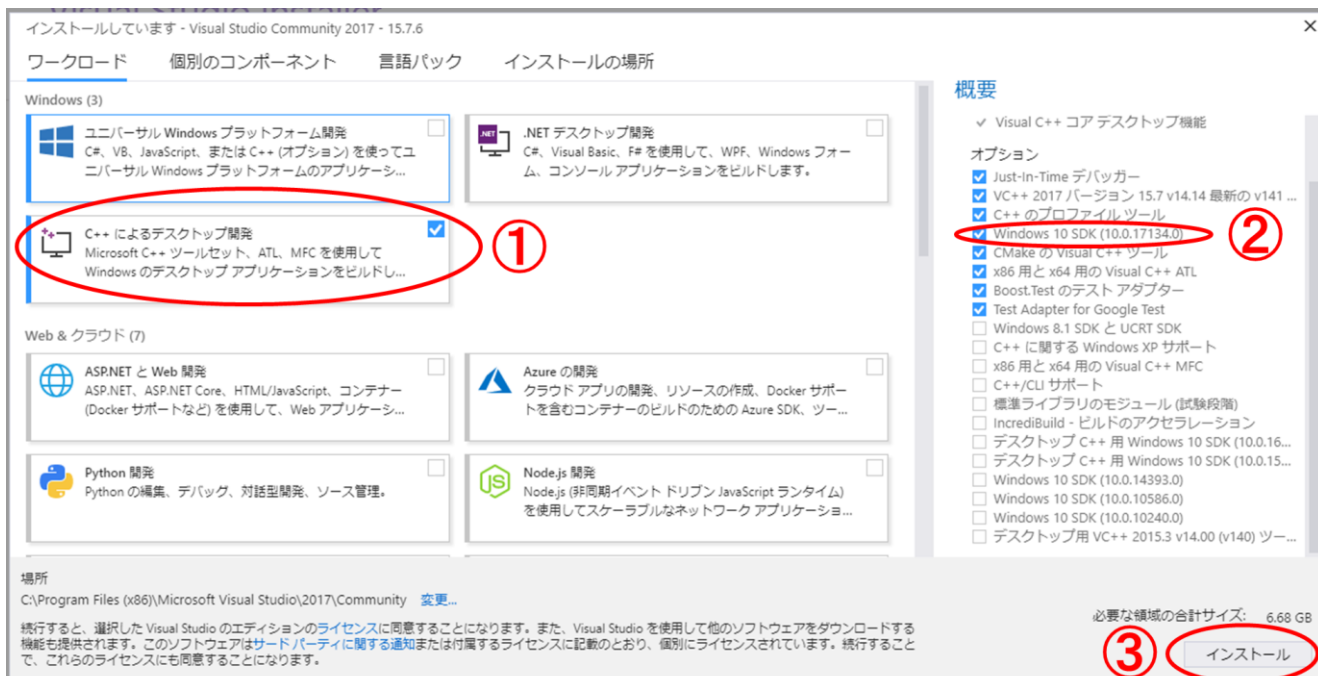 Visual Studio Installer
インストールしています - Visual Studio Community 2017 - 15.7.6
ワークロード 個別のコンポーネント 言語パック インストールの場所
Windows (3)
ユニバーサル Windows プラットフォーム開発
C#、VB、JavaScript、または C++ (オプション) を使ってユ
ニバーサル Windows プラットフォームのアプリケーシ...
.NET
.NET デスクトップ開発
C#、Visual Basic、F# を使用して、WPF、Windows フォー
ム、コンソール アプリケーションをビルドします。
C++ によるデスクトップ開発
Microsoft C++ ツールセット、ATL、MFC を使用して
Windows のデスクトップ アプリケーションをビルドし...
①
Web & クラウド (7)
ASP.NET と Web 開発
ASP.NET、ASP.NET Core、HTML/JavaScript、コンテナー
(Docker サポートなど) を使用して、Web アプリケーシ...
Azure の開発
クラウド アプリの開発、リソースの作成、Docker サポー
トを含むコンテナーのビルドのための Azure SDK、ツー...
Python 開発
Python の編集、デバッグ、対話型開発、ソース管理。
JS
Node.js 開発
Node.js (非同期イベント ドリブン JavaScript ランタイム)
を使用してスケーラブルなネットワーク アプリケーショ...
概要
Visual C++ コア デスクトップ機能
オプション
Just-In-Time デバッガー
VC++ 2017 バージョン 15.7 v14.14 最新の v141 ...
C++ のプロファイル ツール
Windows 10 SDK (10.0.17134.0)
②
CMake の Visual C++ ツール
x86 用と x64 用の Visual C++ ATL
Boost.Test のテスト アダプター
Test Adapter for Google Test
Windows 8.1 SDK と UCRT SDK
C++ に関する Windows XP サポート
x86 用と x64 用の Visual C++ MFC
C++/CLI サポート
標準ライブラリのモジュール (試験段階)
IncrediBuild - ビルドのアクセラレーション
デスクトップ C++ 用 Windows 10 SDK (10.0.16...
デスクトップ C++ 用 Windows 10 SDK (10.0.15...
Windows 10 SDK (10.0.14393.0)
Windows 10 SDK (10.0.10586.0)
Windows 10 SDK (10.0.10240.0)
デスクトップ用 VC++ 2015.3 v14.00 (v140) ツー...
場所
C:\Program Files (x86)\Microsoft Visual Studio\2017\Community 変更...
続行すると、選択した Visual Studio のエディションのライセンスに同意することになります。また、Visual Studio を使用して他のソフトウェアをダウンロードする
機能も提供されます。このソフトウェアはサード パーティに関する通知または付属するライセンスに記載のとおり、個別にライセンスされています。続行すること
で、これらのライセンスにも同意することになります。
必要な領域の合計サイズ: 6.68 GB
③ インストール